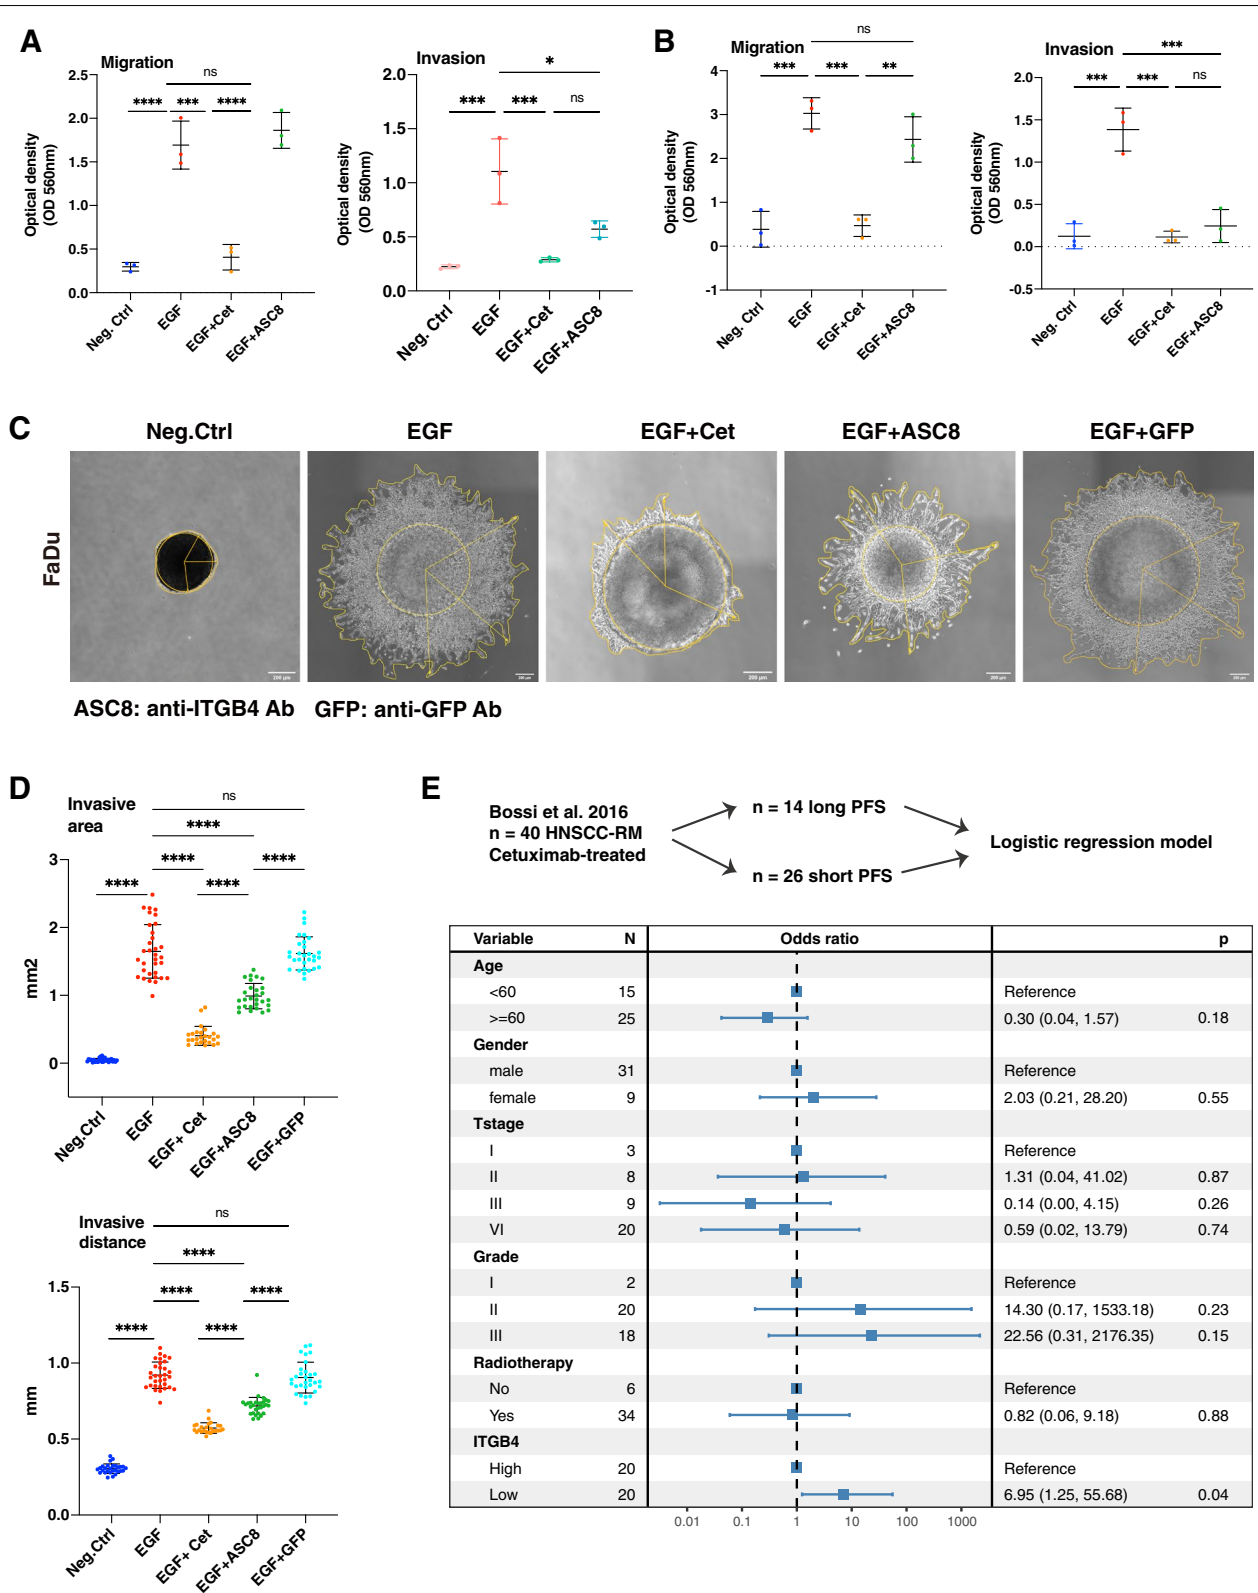 A
Migration
ns
**** *** ****
Optical density
(OD 560nm)
2.5
2.0
1.5
1.0
0.5
0.0
Neg. Ctrl
EGF
EGF+Cet
EGF+ASC8
Invasion
*
*** *** ns
Optical density
(OD 560nm)
2.0
1.5
1.0
0.5
0.0
Neg. Ctrl
EGF
EGF+Cet
EGF+ASC8
B
Migration
ns
*** *** **
Optical density
(OD 560nm)
4
3
2
1
0
-1
Neg. Ctrl
EGF
EGF+Cet
EGF+ASC8
Invasion
***
*** *** ns
Optical density
(OD 560nm)
2.0
1.5
1.0
0.5
0.0
-0.5
Neg. Ctrl
EGF
EGF+Cet
EGF+ASC8
C
Neg.Ctrl EGF EGF+Cet EGF+ASC8 EGF+GFP
FaDu
200 µm 200 µm 200 µm 200 µm
ASC8: anti-ITGB4 Ab GFP: anti-GFP Ab
D
Invasive
area
ns
****
**** ****
**** ****
mm2
3
2
1
0
Neg.Ctrl
EGF
EGF+ Cet
EGF+ASC8
EGF+GFP
Invasive
distance
ns
****
**** ****
**** ****
mm
1.5
1.0
0.5
0.0
Neg.Ctrl
EGF
EGF+ Cet
EGF+ASC8
EGF+GFP
E
Bossi et al. 2016
n = 40 HNSCC-RM
Cetuximab-treated
n = 14 long PFS
n = 26 short PFS
Logistic regression model
Variable N Odds ratio p
Age
<60 15 Reference
>=60 25 0.30 (0.04, 1.57) 0.18
Gender
male 31 Reference
female 9 2.03 (0.21, 28.20) 0.55
Tstage
I 3 Reference
II 8 1.31 (0.04, 41.02) 0.87
III 9 0.14 (0.00, 4.15) 0.26
VI 20 0.59 (0.02, 13.79) 0.74
Grade
I 2 Reference
II 20 14.30 (0.17, 1533.18) 0.23
III 18 22.56 (0.31, 2176.35) 0.15
Radiotherapy
No 6 Reference
Yes 34 0.82 (0.06, 9.18) 0.88
ITGB4
High 20 Reference
Low 20 6.95 (1.25, 55.68) 0.04
0.01 0.1 1 10 100 1000